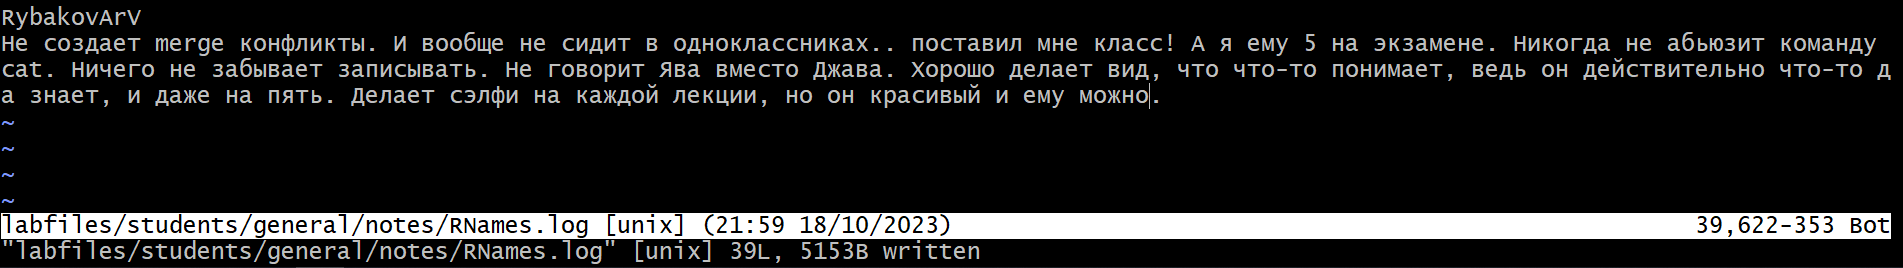 RybakovArV
Не создает merge конфликты. И вообще не сидит в одноклассниках.. поставил мне класс! А я ему 5 на экзамене. Никогда не абьюзит команду
cat. Ничего не забывает записывать. Не говорит Ява вместо Джава. Хорошо делает вид, что что-то понимает, ведь он действительно что-то д
а знает, и даже на пять. Делает сэлфи на каждой лекции, но он красивый и ему можно.
~
~
~
~
labfiles/students/general/notes/RNames.log [unix] (21:59 18/10/2023) 39,622-353 Bot
"labfiles/students/general/notes/RNames.log" [unix] 39L, 5153B written